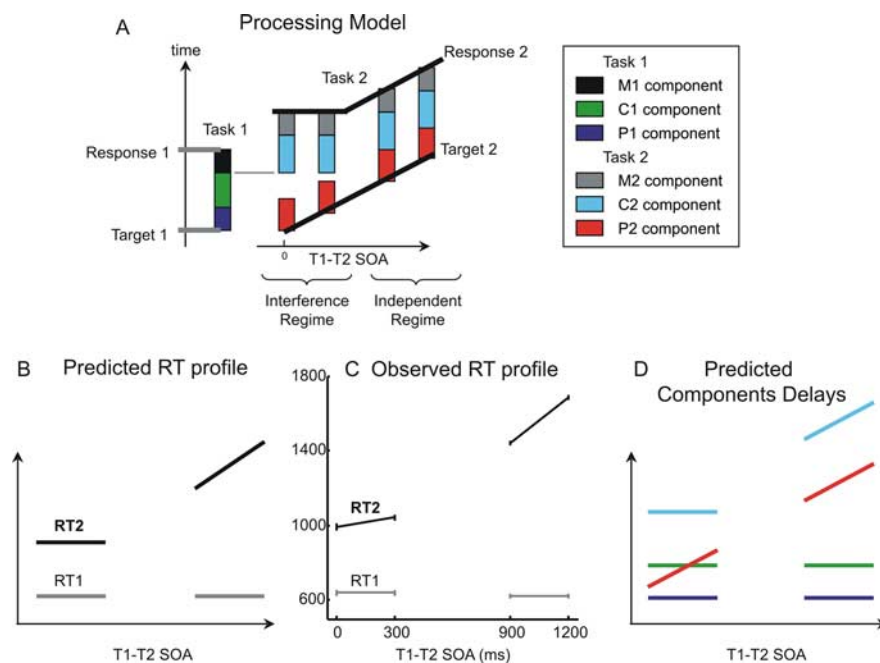 A
Processing Model
time
Task 1
Response 1
Target 1
Task 2
Response 2
Target 2
0
T1-T2 SOA
Interference
Regime
Independent
Regime
Task 1
M1 component
C1 component
P1 component
Task 2
M2 component
C2 component
P2 component
B
Predicted RT profile
RT2
RT1
T1-T2 SOA
C
Observed RT profile
1800
1400
1000
600
RT2
RT1
0
300
900
1200
T1-T2 SOA (ms)
D
Predicted
Components Delays
T1-T2 SOA